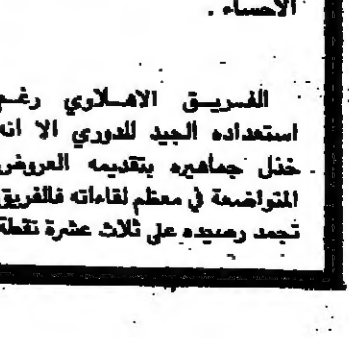 الاحساء .
الفريق الاهلاوي رغم
استعداده الجيد للدوري الا انه
خذل جماهيره بتقديمه العروض
المتواضعة في معظم لقاءاته فالفريق
تجمد رصيده على ثلاث عشرة نقطة